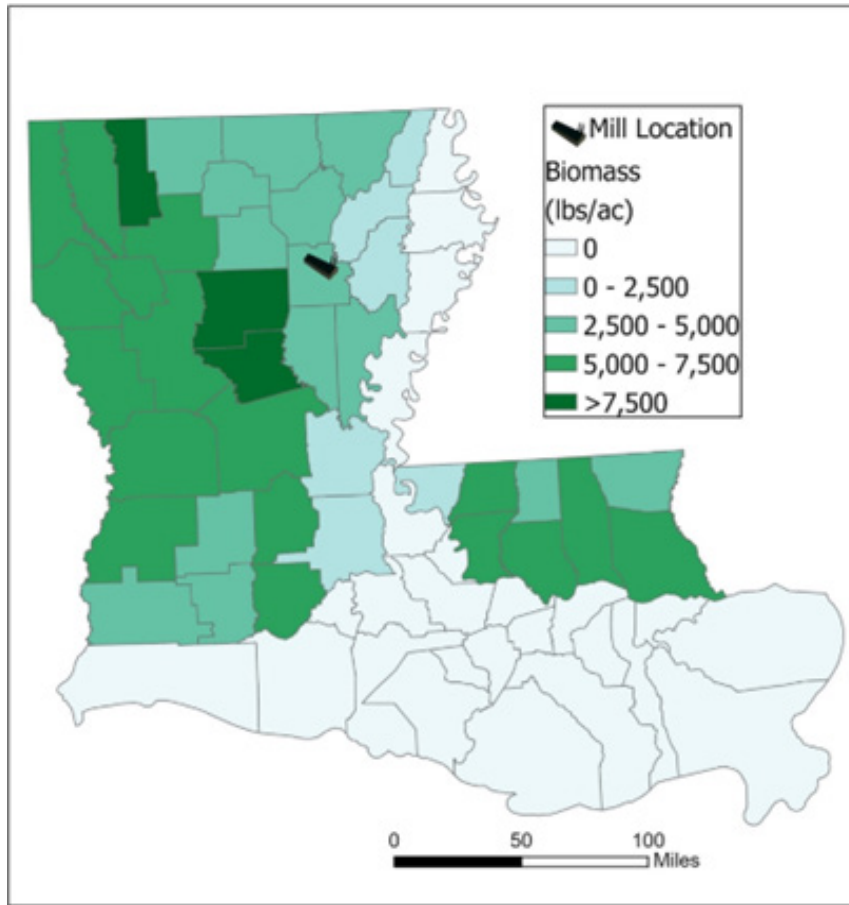 Mill Location
Biomass
(lbs/ac)
0
0 - 2,500
2,500 - 5,000
5,000 - 7,500
>7,500
0 50 100
Miles